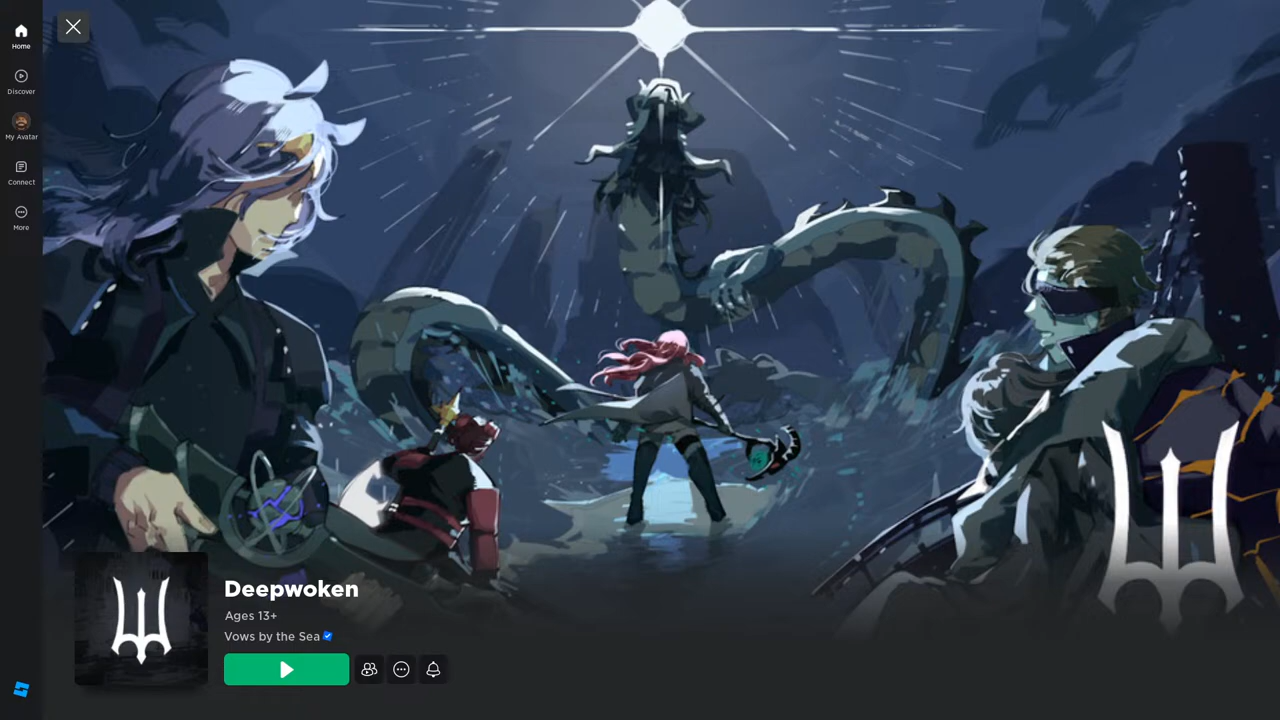 Home
Discover
My Avatar
Connect
More
Deepwoken
Ages 13+
Vows by the Sea